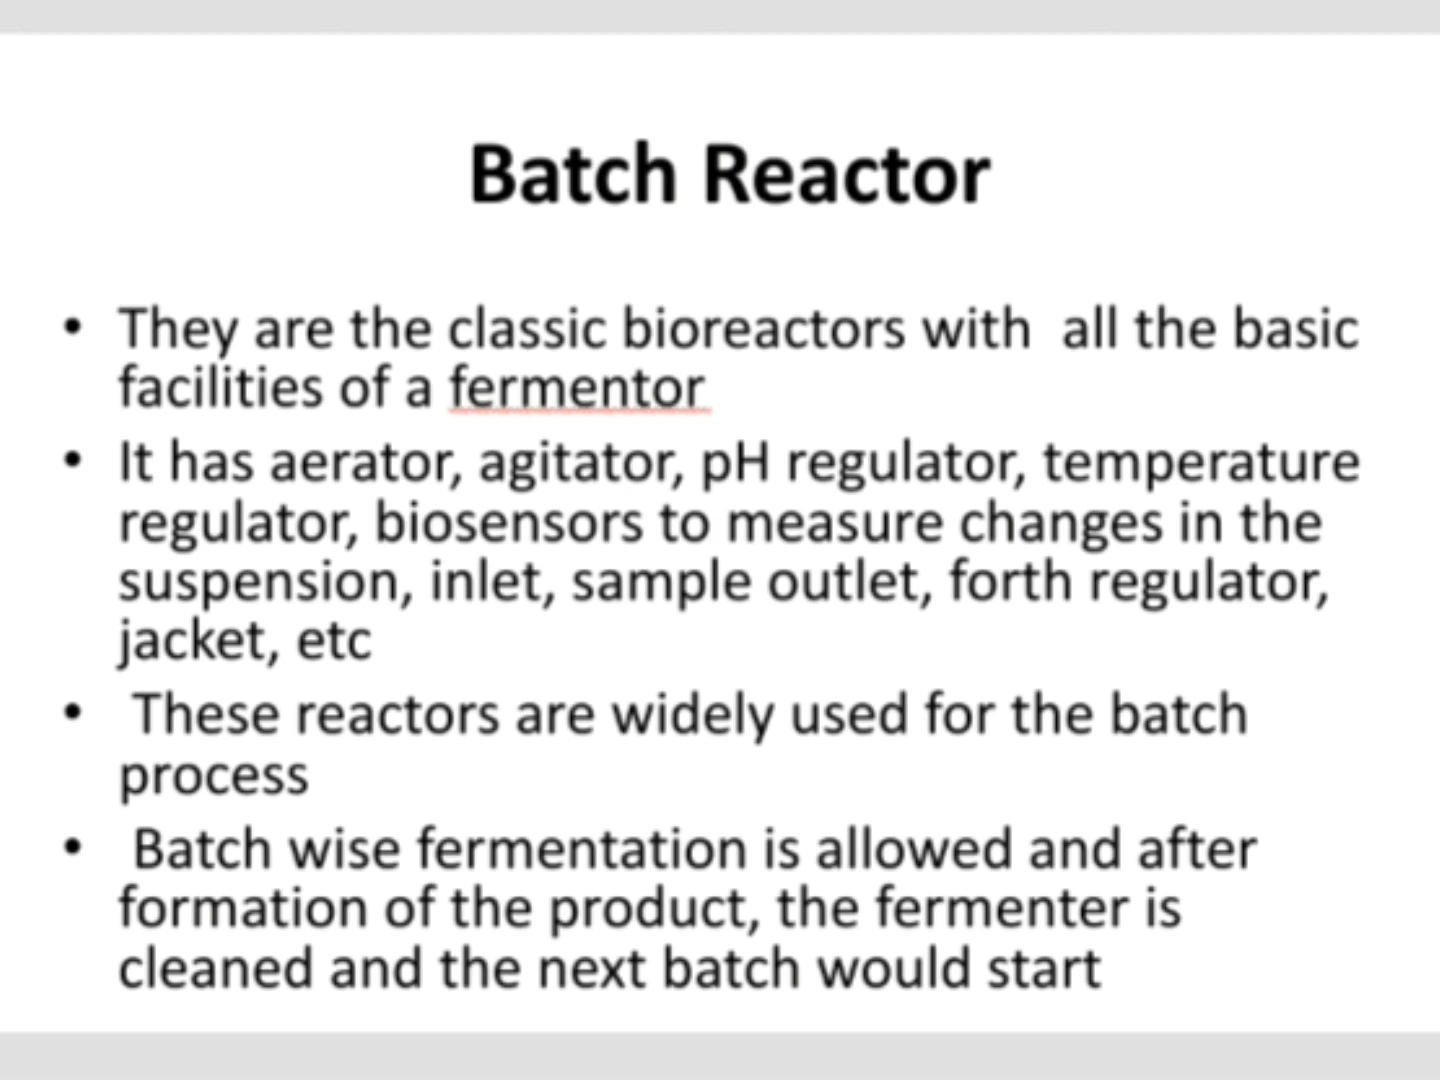 Batch Reactor
• They are the classic bioreactors with  all the basic
facilities of a fermentor
• It has aerator, agitator, pH regulator, temperature
regulator, biosensors to measure changes in the
suspension, inlet, sample outlet, forth regulator,
jacket, etc
•  These reactors are widely used for the batch
process
•  Batch wise fermentation is allowed and after
formation of the product, the fermenter is
cleaned and the next batch would start